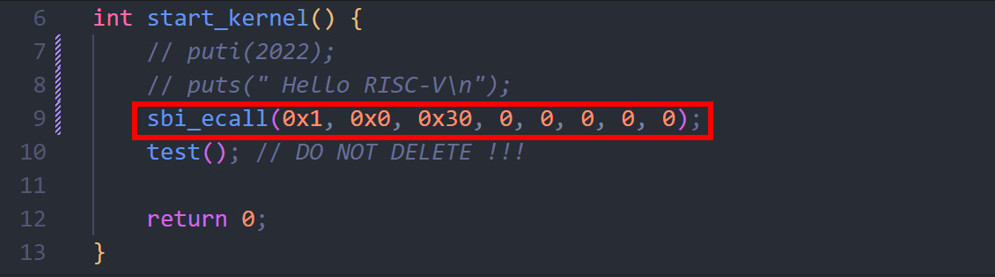 6 int start_kernel() {
7 // puti(2022);
8 // puts(" Hello RISC-V\n");
9 sbi_ecall(0x1, 0x0, 0x30, 0, 0, 0, 0, 0);
10 test(); // DO NOT DELETE !!!
11
12 return 0;
13 }